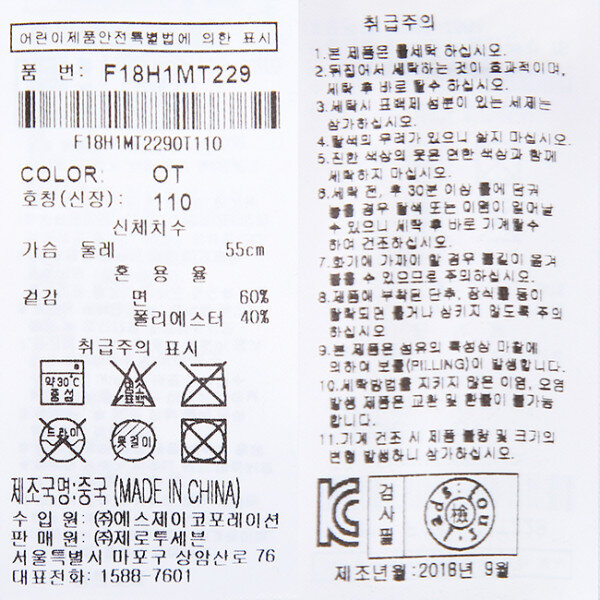 어린이제품안전특별법에 의한 표시
품 번: F18H1MT229
F18H1MT2290T110
COLOR: OT
호칭(신장): 110
신체치수
가슴 둘레 55cm
혼 용 율
겉감 면 60%
폴리에스터 40%
취급주의 표시
약30℃
중성
염소
표백
드라이
옷걸이
제조국명:중국 (MADE IN CHINA)
수 입 원: (주)에스제이코포레이션
판 매 원: (주)제로투세븐
서울특별시 마포구 상암산로 76
대표전화: 1588-7601
취급주의
1.본 제품은 물세탁 하십시오.
2.뒤집어서 세탁하는 것이 효과적이며,
세탁 후 바로 탈수 하십시오.
3.세탁시 표백제 성분이 있는 세제는
삼가하십시오.
4.탈색의 우려가 있으니 삶지 마십시오.
5.진한 색상의 옷은 연한 색상과 함께
세탁하지 마십시오.
6.세탁 전, 후 30분 이상 물에 담궈
둘 경우 탈색 또는 이염이 일어날
수 있으니 세탁 후 바로 기계탈수
하여 건조하십시오.
7.화기에 가까이 할 경우 불길이 옮겨
붙을 수 있으므로 주의하십시오.
8.제품에 부착된 단추, 장식물 등이
탈락되면 물거나 삼키지 않도록 주의
하십시오
9.본 제품은 섬유의 특성상 마찰에
의하여 보풀(PILLING)이 발생합니다.
10.세탁방법을 지키지 않은 이염, 오염
발생 제품은 교환 및 환불이 불가능
합니다.
11.기계 건조 시 제품 불량 및 크기의
변형 발생하니 삼가하십시오.
검
사
필
檢
제조년월:2018년 9월